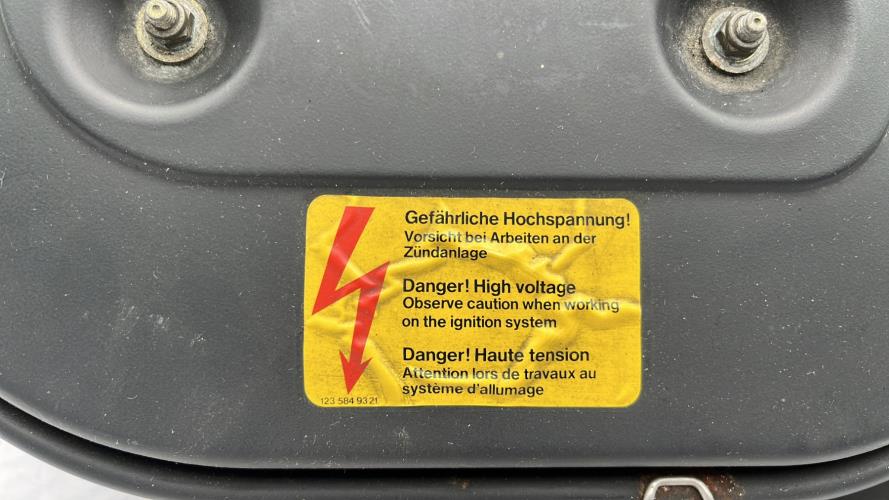 Gefährliche Hochspannung!
Vorsicht bei Arbeiten an der
Zündanlage
Danger! High voltage
Observe caution when working
on the ignition system
Danger! Haute tension
Attention lors de travaux au
système d'allumage
123 584 93 21